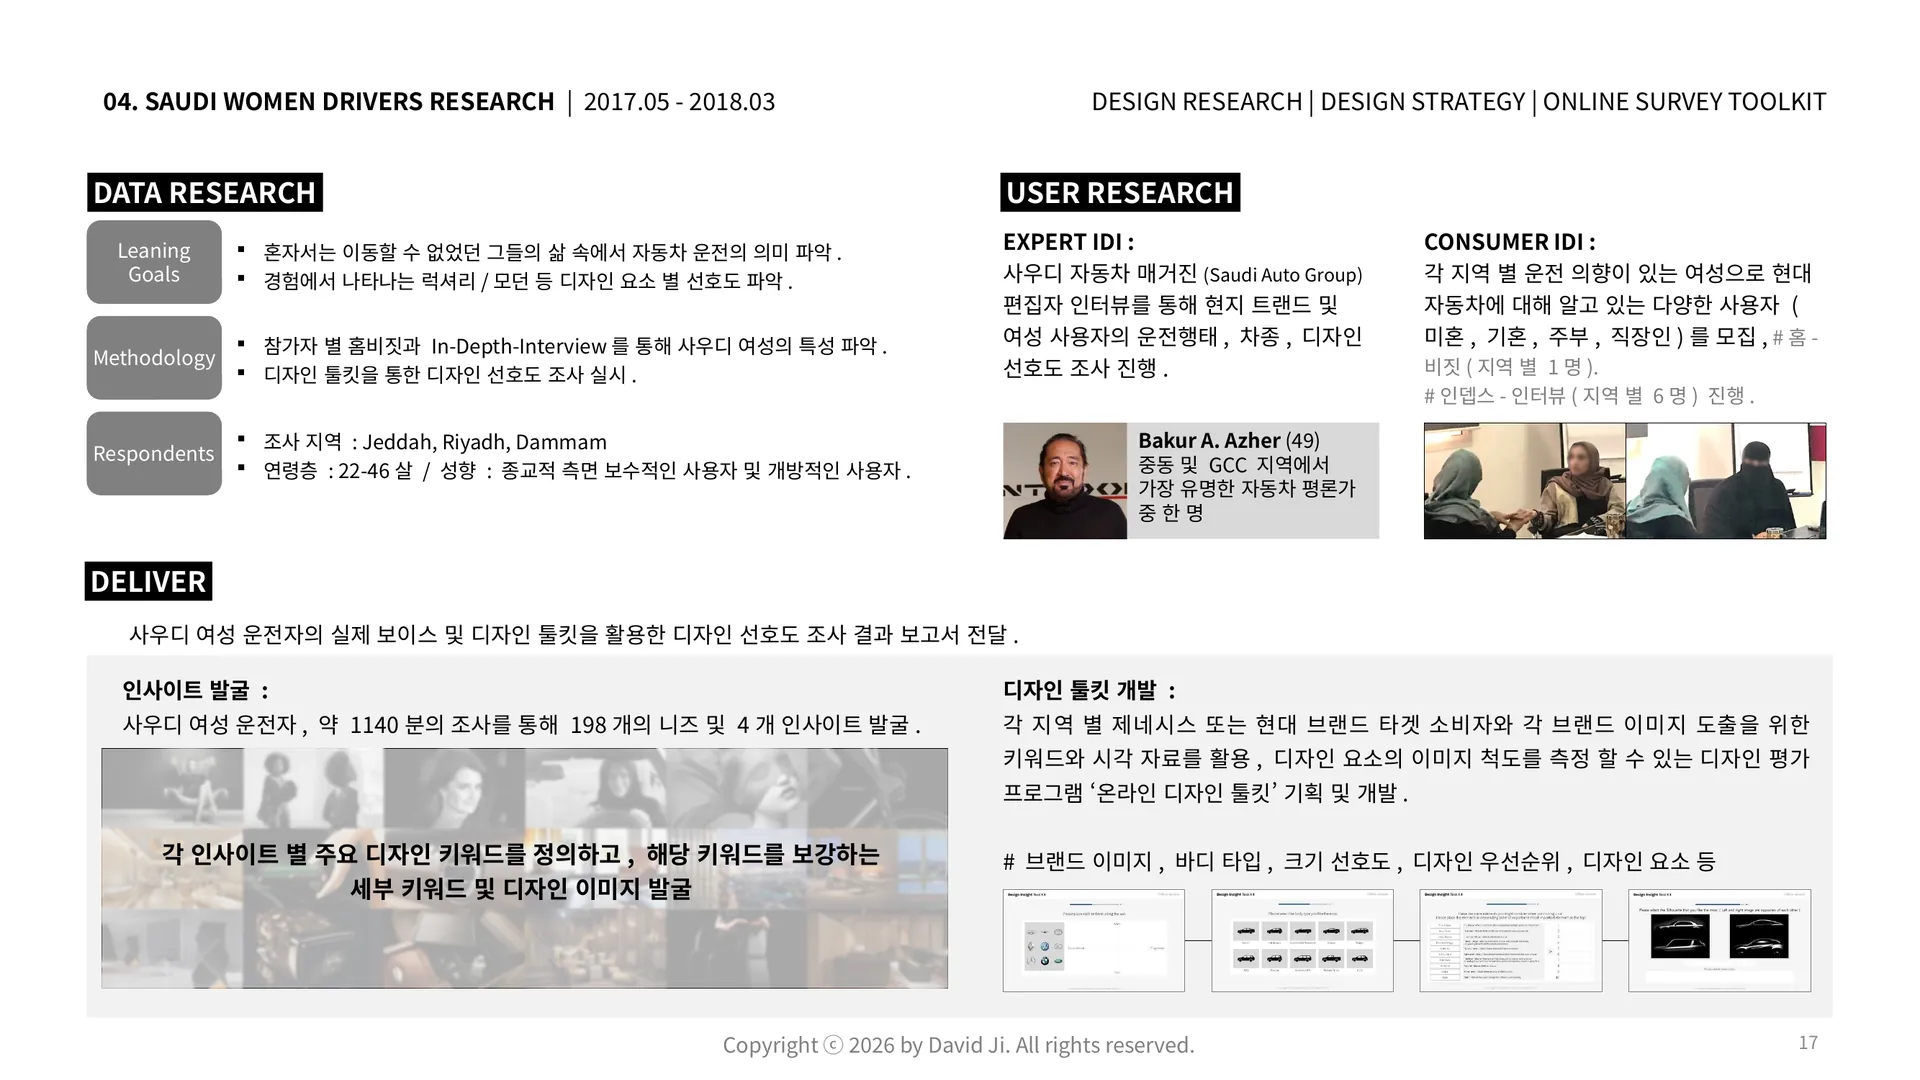 04. SAUDI WOMEN DRIVERS RESEARCH | 2017.05 - 2018.03
DESIGN RESEARCH | DESIGN STRATEGY | ONLINE SURVEY TOOLKIT
DATA RESEARCH
Leaning
Goals
▪ 혼자서는 이동할 수 없었던 그들의 삶 속에서 자동차 운전의 의미 파악 .
▪ 경험에서 나타나는 럭셔리 / 모던 등 디자인 요소 별 선호도 파악 .
Methodology
▪ 참가자 별 홈비짓과 In-Depth-Interview 를 통해 사우디 여성의 특성 파악 .
▪ 디자인 툴킷을 통한 디자인 선호도 조사 실시 .
Respondents
▪ 조사 지역 : Jeddah, Riyadh, Dammam
▪ 연령층 : 22-46 살 / 성향 : 종교적 측면 보수적인 사용자 및 개방적인 사용자 .
USER RESEARCH
EXPERT IDI :
사우디 자동차 매거진 (Saudi Auto Group)
편집자 인터뷰를 통해 현지 트랜드 및
여성 사용자의 운전행태 , 차종 , 디자인
선호도 조사 진행 .
Bakur A. Azher (49)
중동 및 GCC 지역에서
가장 유명한 자동차 평론가
중 한 명
CONSUMER IDI :
각 지역 별 운전 의향이 있는 여성으로 현대
자동차에 대해 알고 있는 다양한 사용자 (
미혼 , 기혼 , 주부 , 직장인 ) 를 모집 , # 홈 -
비짓 ( 지역 별 1 명 ).
# 인뎁스 - 인터뷰 ( 지역 별 6 명 ) 진행 .
DELIVER
사우디 여성 운전자의 실제 보이스 및 디자인 툴킷을 활용한 디자인 선호도 조사 결과 보고서 전달 .
인사이트 발굴 :
사우디 여성 운전자 , 약 1140 분의 조사를 통해 198 개의 니즈 및 4 개 인사이트 발굴 .
각 인사이트 별 주요 디자인 키워드를 정의하고 , 해당 키워드를 보강하는
세부 키워드 및 디자인 이미지 발굴
디자인 툴킷 개발 :
각 지역 별 제네시스 또는 현대 브랜드 타겟 소비자와 각 브랜드 이미지 도출을 위한
키워드와 시각 자료를 활용 , 디자인 요소의 이미지 척도를 측정 할 수 있는 디자인 평가
프로그램 ‘온라인 디자인 툴킷’ 기획 및 개발 .
# 브랜드 이미지 , 바디 타입 , 크기 선호도 , 디자인 우선순위 , 디자인 요소 등
Copyright ⓒ 2026 by David Ji. All rights reserved.
17